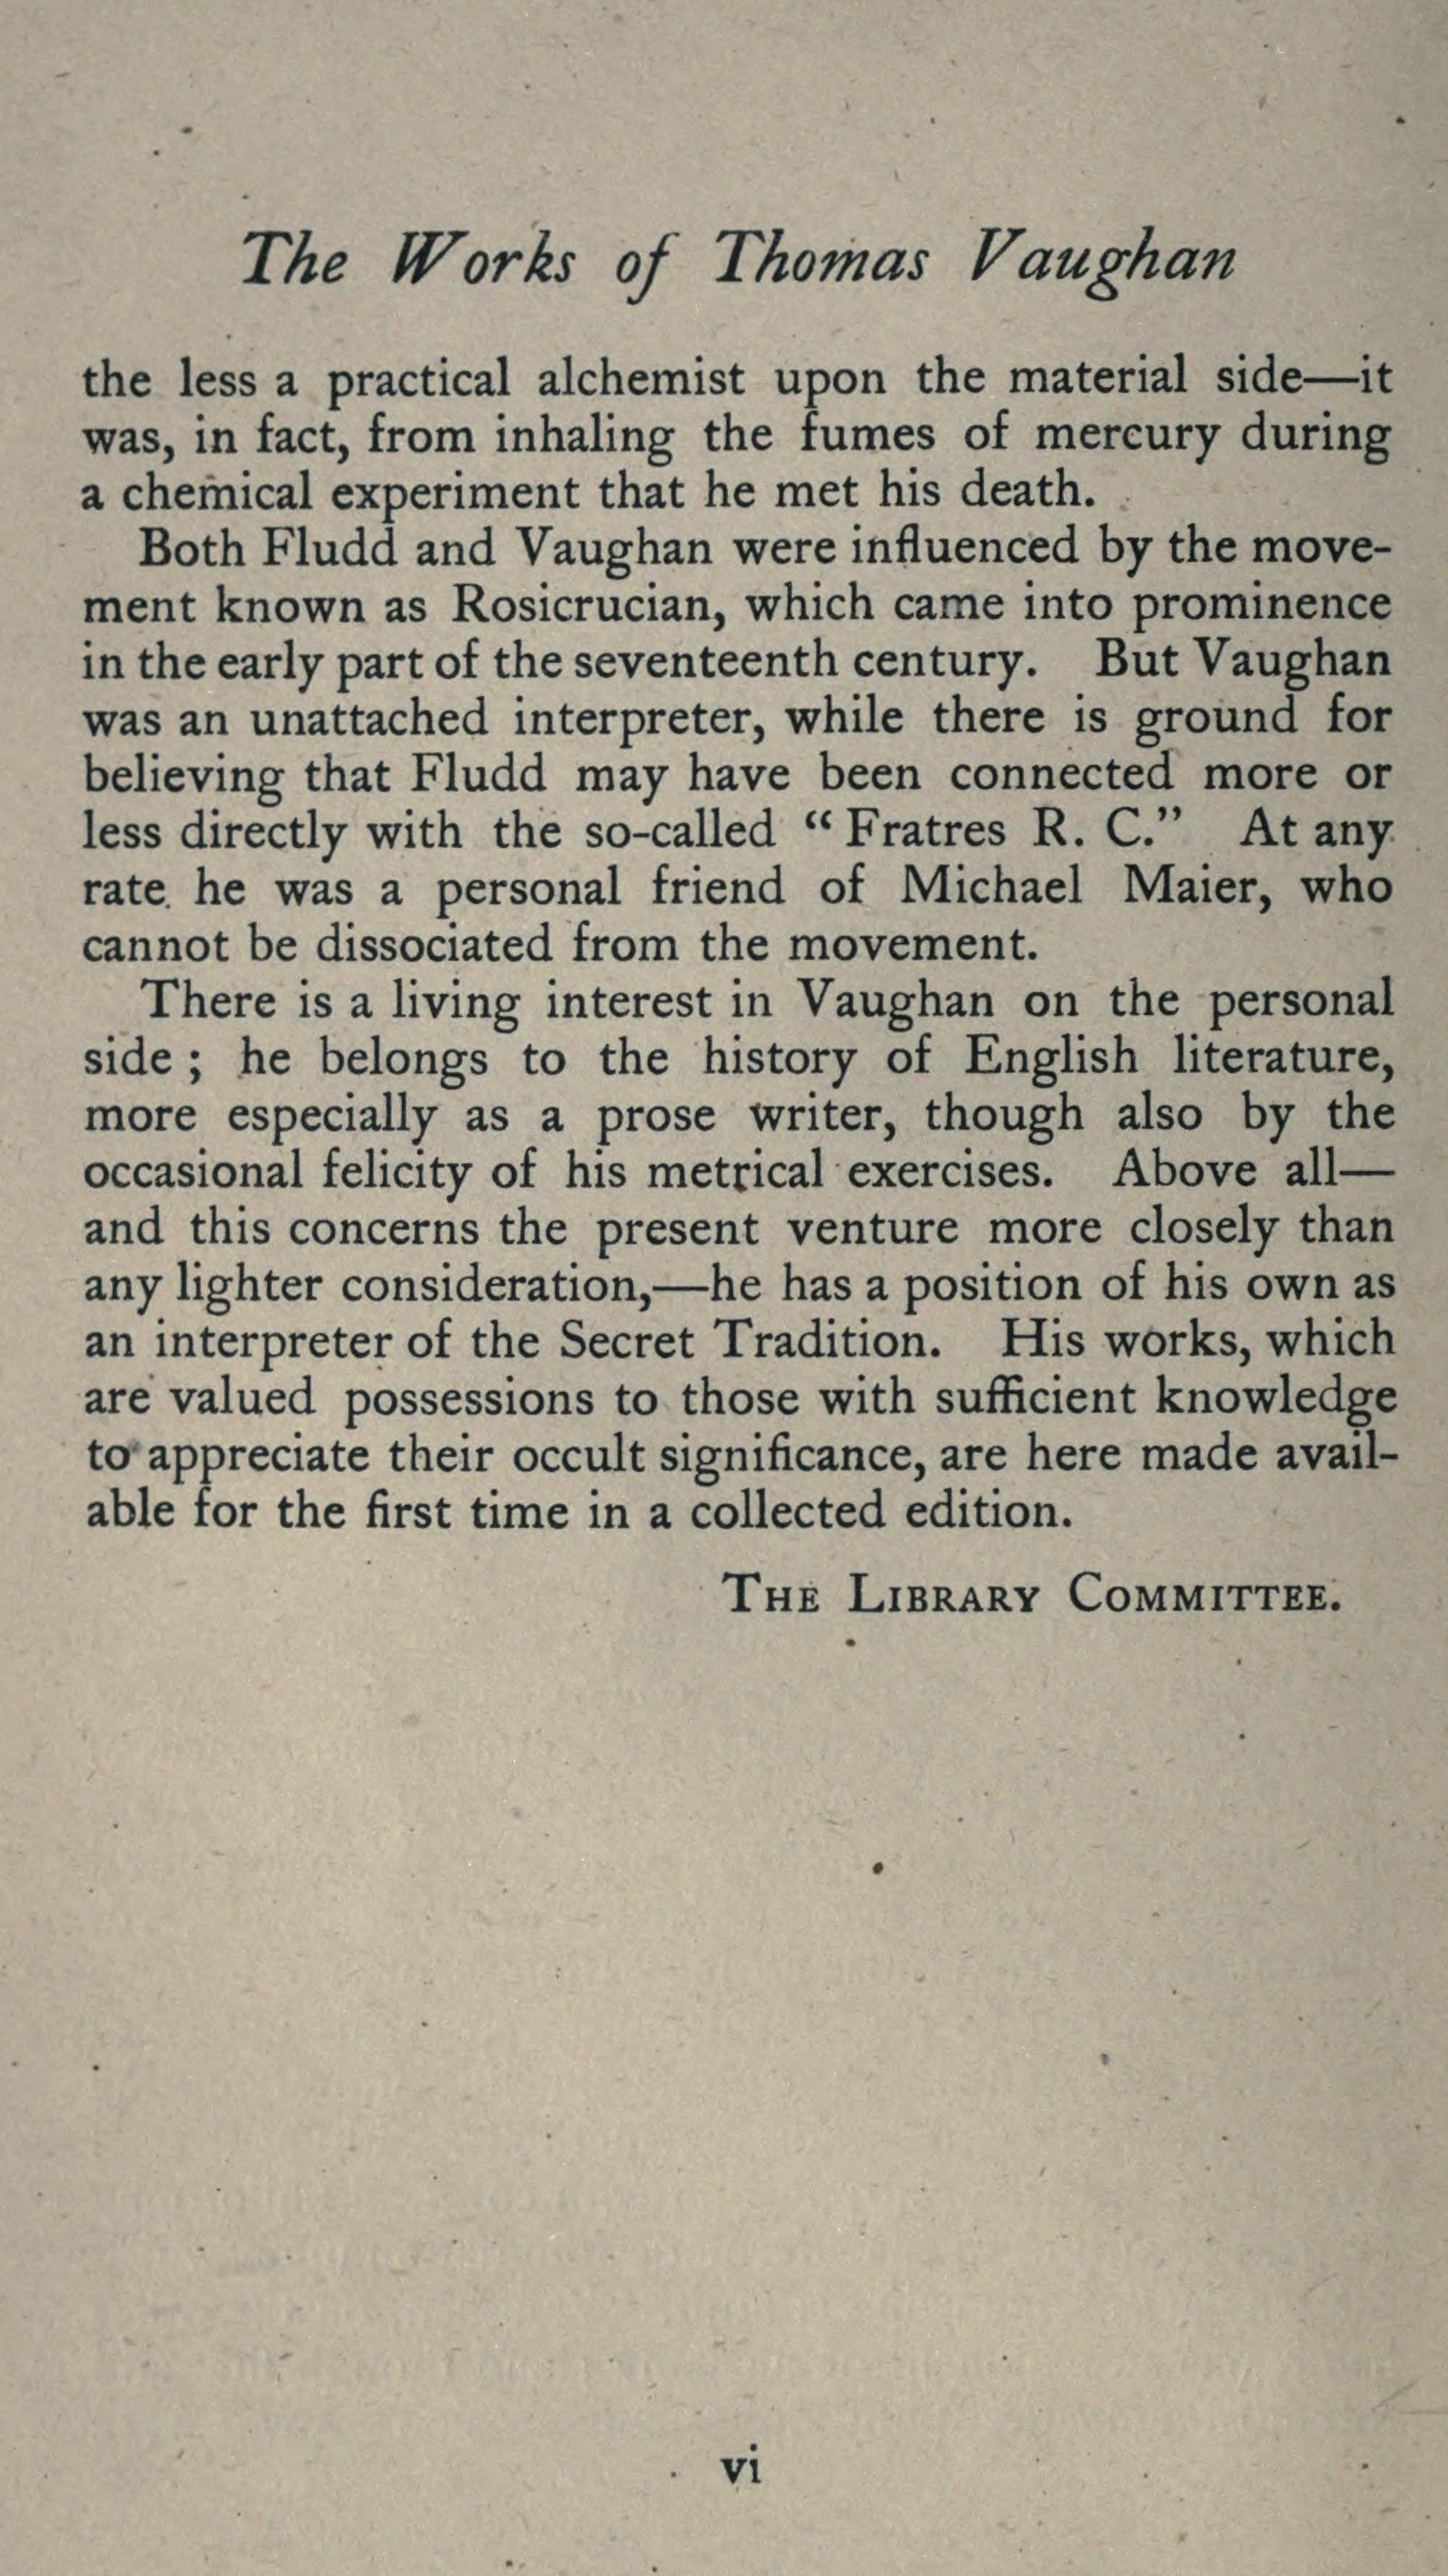 The Works of Thomas Vaughan
the less a practical alchemist upon the material side—it
was, in fact, from inhaling the fumes of mercury during
a chemical experiment that he met his death.
Both Fludd and Vaughan were influenced by the move-
ment known as Rosicrucian, which came into prominence
in the early part of the seventeenth century. But Vaughan
was an unattached interpreter, while there is ground for
believing that Fludd may have been connected more or
less directly with the so-called “Fratres R. C.” At any
rate he was a personal friend of Michael Maier, who
cannot be dissociated from the movement.
There is a living interest in Vaughan on the personal
side ; he belongs to the history of English literature,
more especially as a prose writer, though also by the
occasional felicity of his metrical exercises. Above all—
and this concerns the present venture more closely than
any lighter consideration,—he has a position of his own as
an interpreter of the Secret Tradition. His works, which
are valued possessions to those with sufficient knowledge
to appreciate their occult significance, are here made avail-
able for the first time in a collected edition.
THE LIBRARY COMMITTEE.
vi